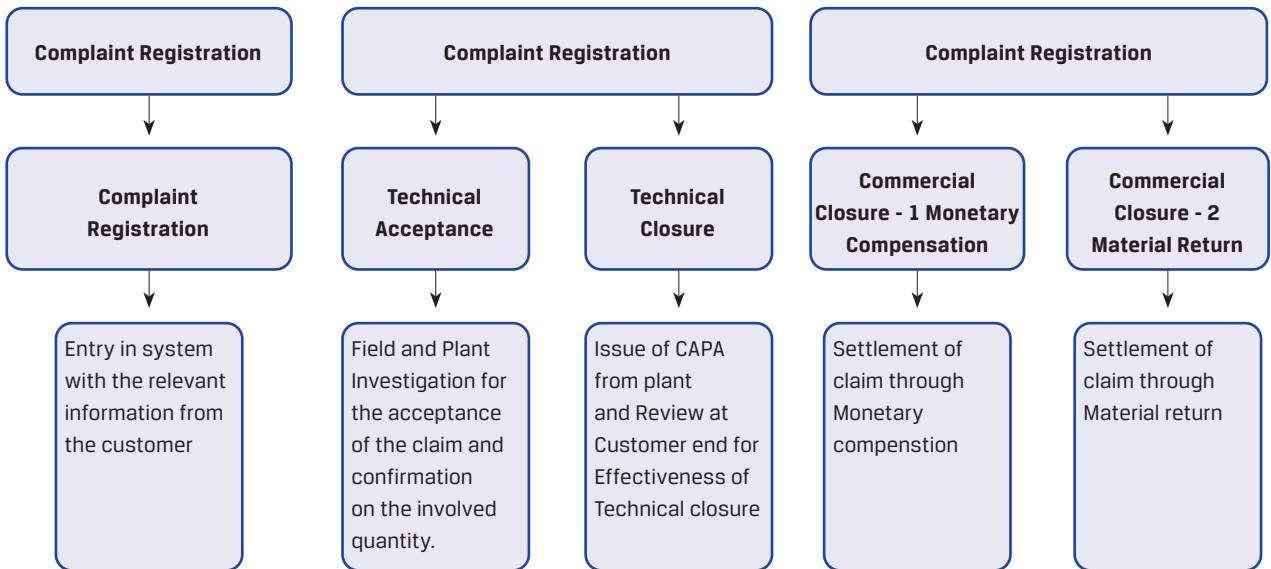 Complaint Registration
Complaint Registration
Complaint Registration
Complaint
Registration
Technical
Acceptance
Technical
Closure
Commercial
Closure - 1 Monetary
Compensation
Commercial
Closure - 2
Material Return
Entry in system
with the relevant
information from
the customer
Field and Plant
Investigation for
the acceptance
of the claim and
confirmation
on the involved
quantity.
Issue of CAPA
from plant
and Review at
Customer end for
Effectiveness of
Technical closure
Settlement of
claim through
Monetary
compenstion
Settlement of
claim through
Material return